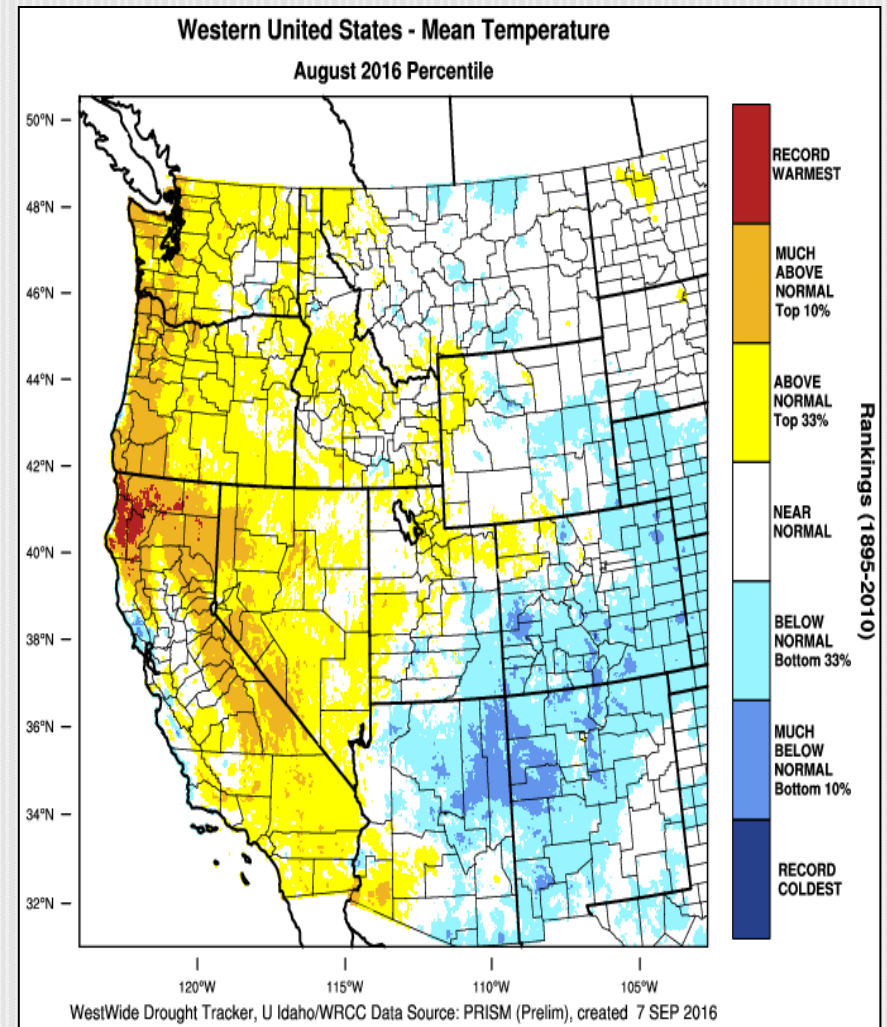 Western United States - Mean Temperature
August 2016 Percentile
50°N
48°N
46°N
44°N
42°N
40°N
38°N
36°N
34°N
32°N
120°W
115°W
110°W
105°W
RECORD
WARMEST
MUCH
ABOVE
NORMAL
Top 10%
ABOVE
NORMAL
Top 33%
NEAR
NORMAL
BELOW
NORMAL
Bottom 33%
MUCH
BELOW
NORMAL
Bottom 10%
RECORD
COLDEST
Rankings (1895-2010)
WestWide Drought Tracker, U Idaho/WRCC Data Source: PRISM (Prelim), created 7 SEP 2016